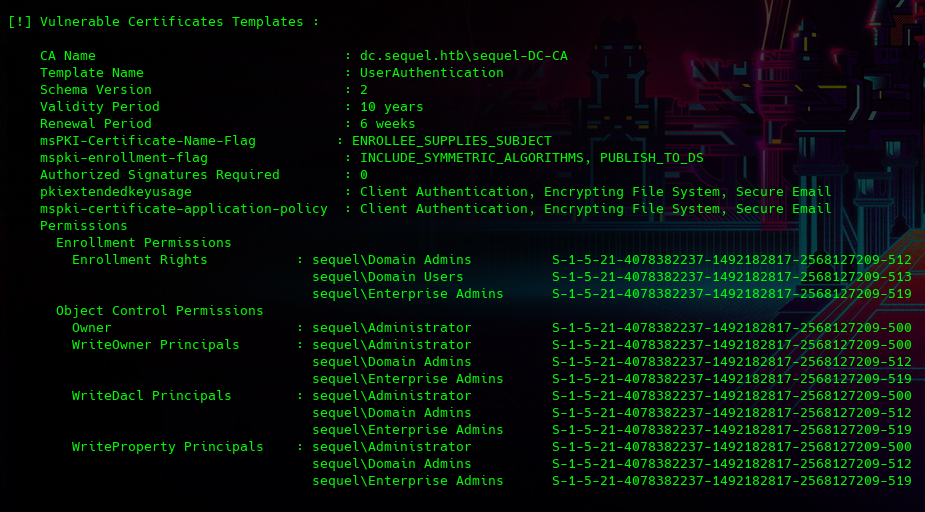 [!] Vulnerable Certificates Templates :
CA Name : dc.sequel.htb\sequel-DC-CA
Template Name : UserAuthentication
Schema Version : 2
Validity Period : 10 years
Renewal Period : 6 weeks
msPKI-Certificate-Name-Flag : ENROLLEE_SUPPLIES_SUBJECT
mspki-enrollment-flag : INCLUDE_SYMMETRIC_ALGORITHMS, PUBLISH_TO_DS
Authorized Signatures Required : 0
pkiextendedkeyusage : Client Authentication, Encrypting File System, Secure Email
mspki-certificate-application-policy : Client Authentication, Encrypting File System, Secure Email
Permissions
Enrollment Permissions
Enrollment Rights : sequel\Domain Admins S-1-5-21-4078382237-1492182817-2568127209-512
sequel\Domain Users S-1-5-21-4078382237-1492182817-2568127209-513
sequel\Enterprise Admins S-1-5-21-4078382237-1492182817-2568127209-519
Object Control Permissions
Owner : sequel\Administrator S-1-5-21-4078382237-1492182817-2568127209-500
WriteOwner Principals : sequel\Administrator S-1-5-21-4078382237-1492182817-2568127209-500
sequel\Domain Admins S-1-5-21-4078382237-1492182817-2568127209-512
sequel\Enterprise Admins S-1-5-21-4078382237-1492182817-2568127209-519
WriteDacl Principals : sequel\Administrator S-1-5-21-4078382237-1492182817-2568127209-500
sequel\Domain Admins S-1-5-21-4078382237-1492182817-2568127209-512
sequel\Enterprise Admins S-1-5-21-4078382237-1492182817-2568127209-519
WriteProperty Principals : sequel\Administrator S-1-5-21-4078382237-1492182817-2568127209-500
sequel\Domain Admins S-1-5-21-4078382237-1492182817-2568127209-512
sequel\Enterprise Admins S-1-5-21-4078382237-1492182817-2568127209-519